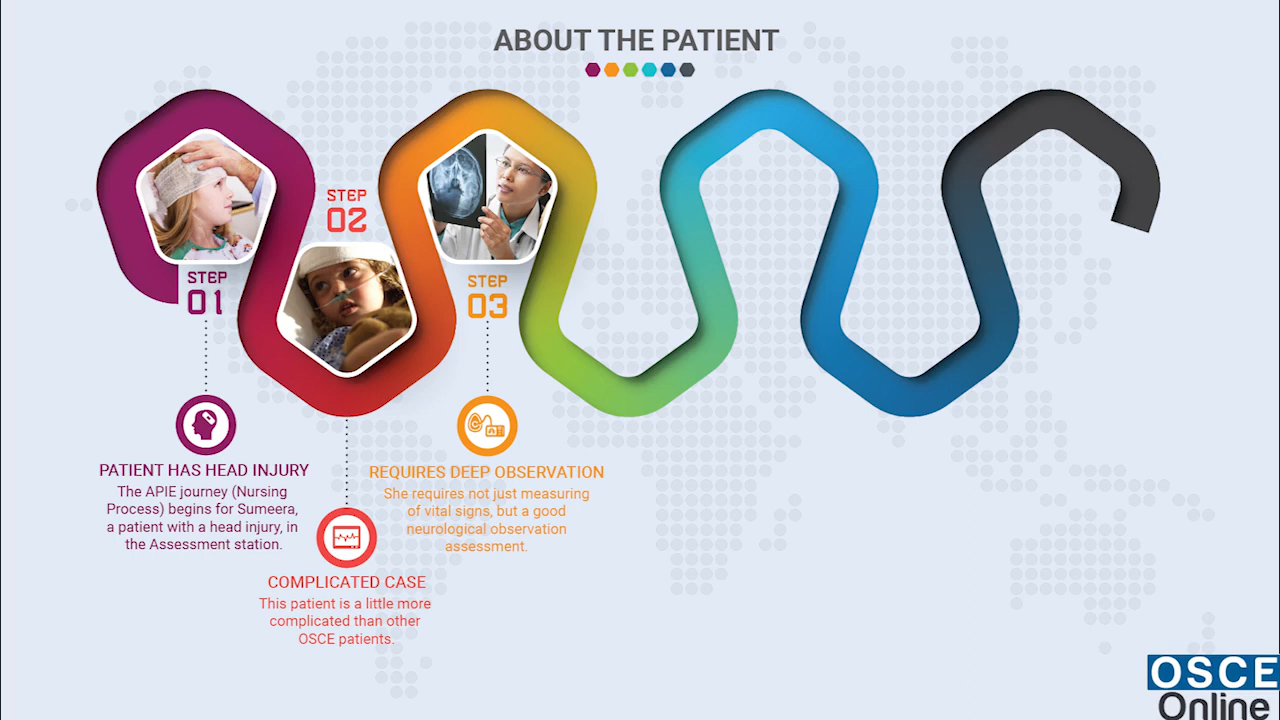 ABOUT THE PATIENT
STEP
01
PATIENT HAS HEAD INJURY
The APIE journey (Nursing
Process) begins for Sumeera,
a patient with a head injury, in
the Assessment station.
STEP
02
COMPLICATED CASE
This patient is a little more
complicated than other
OSCE patients.
STEP
03
REQUIRES DEEP OBSERVATION
She requires not just measuring
of vital signs, but a good
neurological observation
assessment.
OSCE
Online